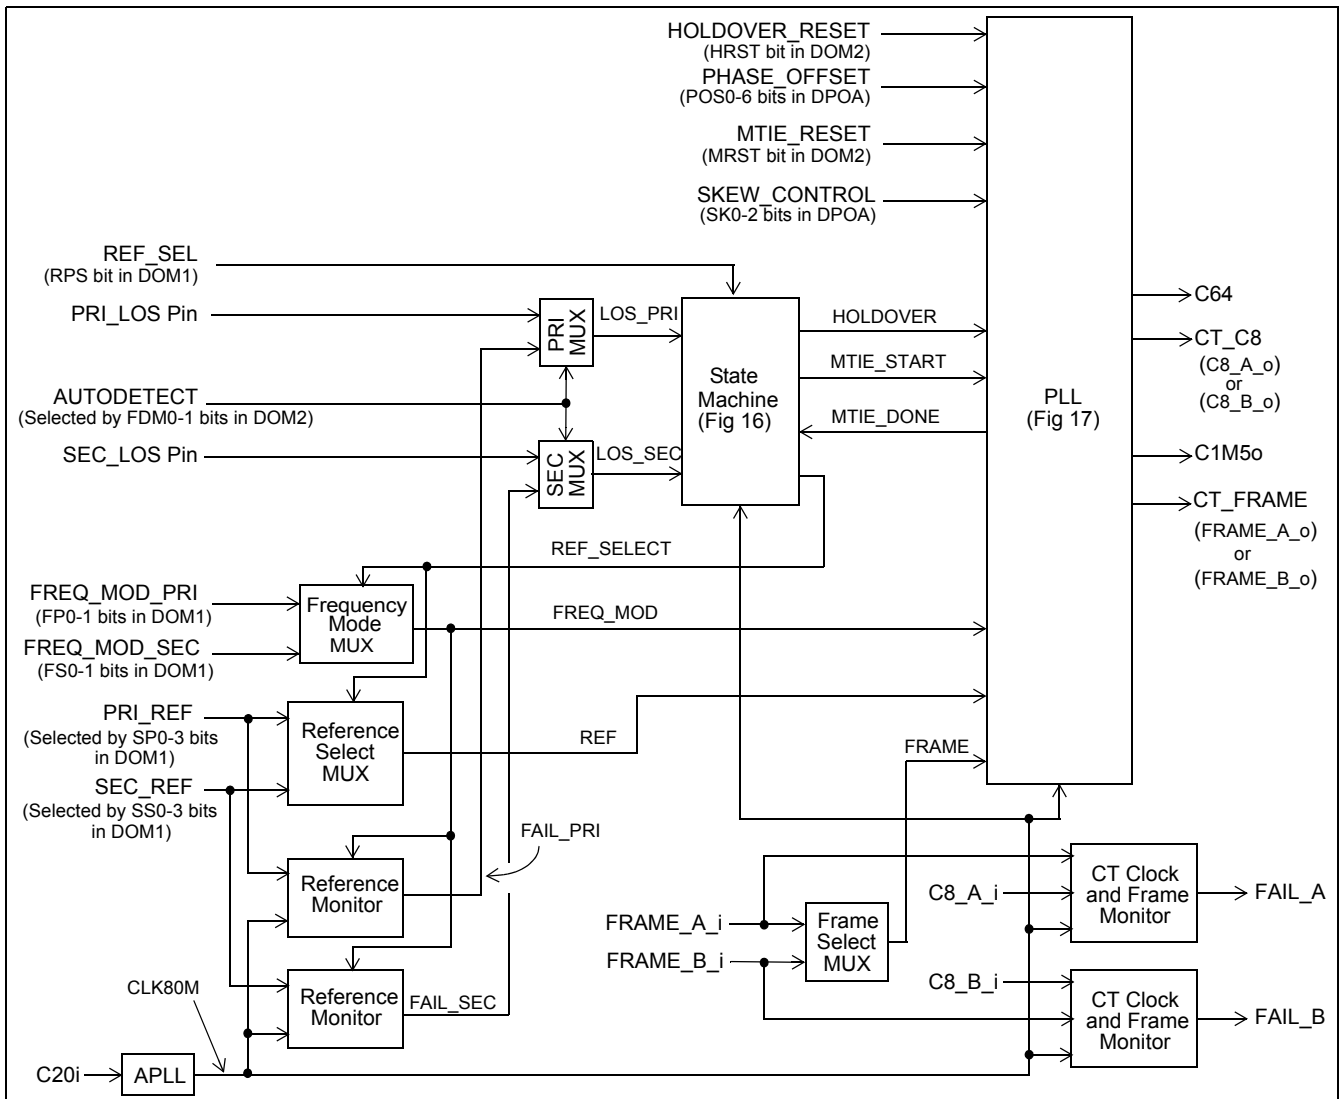 HOLDOVER_RESET
(HRST bit in DOM2)
PHASE_OFFSET
(POS0-6 bits in DPOA)
MTIE_RESET
(MRST bit in DOM2)
SKEW_CONTROL
(SK0-2 bits in DPOA)
REF_SEL
(RPS bit in DOM1)
PRI_LOS Pin
PRI
MUX
LOS_PRI
AUTODETECT
(Selected by FDM0-1 bits in DOM2)
SEC_LOS Pin
SEC
MUX
LOS_SEC
State
Machine
(Fig 16)
HOLDOVER
MTIE_START
MTIE_DONE
PLL
(Fig 17)
C64
CT_C8
(C8_A_o)
or
(C8_B_o)
C1M5o
CT_FRAME
(FRAME_A_o)
or
(FRAME_B_o)
REF_SELECT
FREQ_MOD_PRI
(FP0-1 bits in DOM1)
FREQ_MOD_SEC
(FS0-1 bits in DOM1)
Frequency
Mode
MUX
FREQ_MOD
PRI_REF
(Selected by SP0-3 bits
in DOM1)
SEC_REF
(Selected by SS0-3 bits
in DOM1)
Reference
Select
MUX
REF
FRAME
FAIL_PRI
Reference
Monitor
Reference
Monitor
FAIL_SEC
FRAME_A_i
FRAME_B_i
Frame
Select
MUX
C8_A_i
CT Clock
and Frame
Monitor
FAIL_A
C8_B_i
CT Clock
and Frame
Monitor
FAIL_B
CLK80M
C20i
APLL